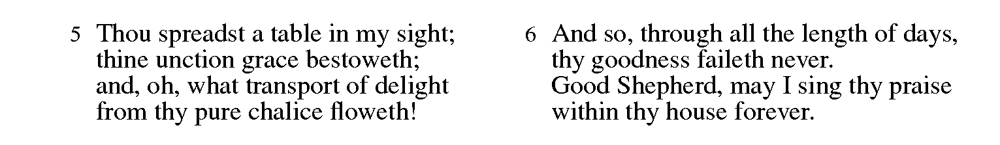 5 Thou spreadst a table in my sight;
thine unction grace bestoweth;
and, oh, what transport of delight
from thy pure chalice floweth!
6 And so, through all the length of days,
thy goodness faileth never.
Good Shepherd, may I sing thy praise
within thy house forever.